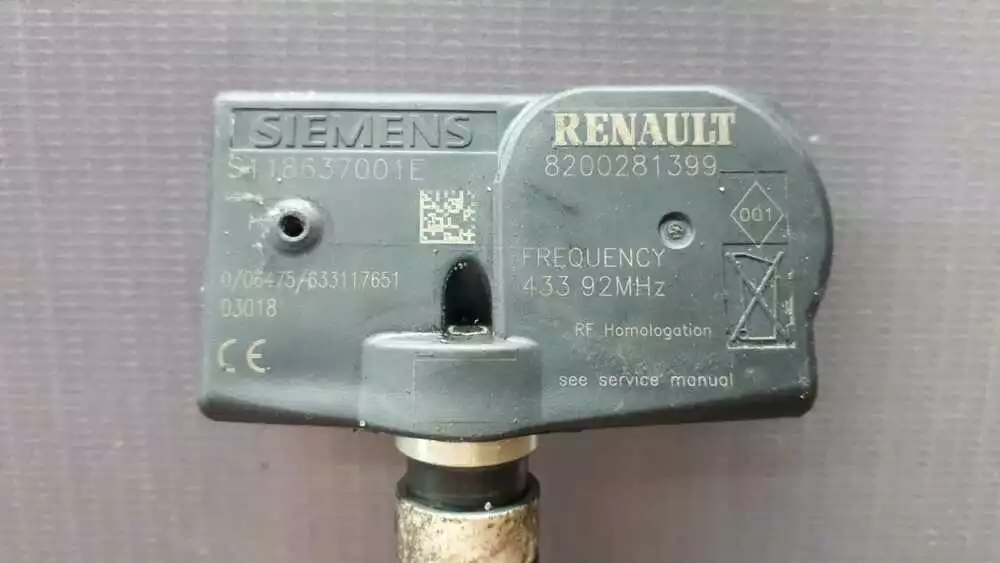 SIEMENS
S118637001E
RENAULT
8200281399
001
FREQUENCY
433.92MHz
0/06475/633117651
03018
RF Homologation
see service manual
CE